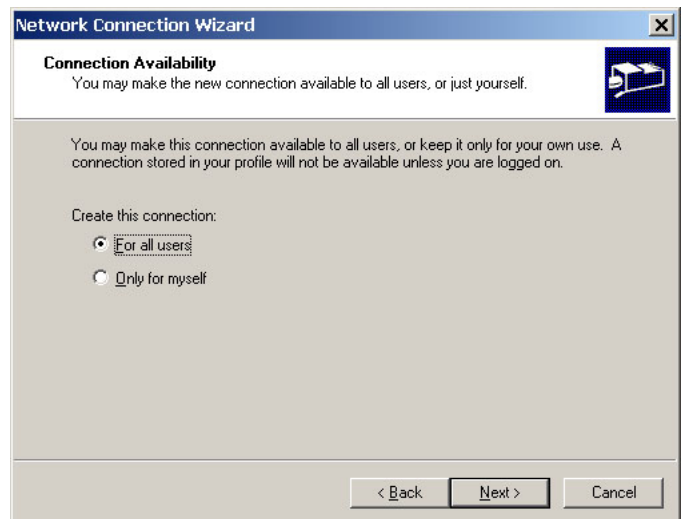 Network Connection Wizard
Connection Availability
You may make the new connection available to all users, or just yourself.
You may make this connection available to all users, or keep it only for your own use. A
connection stored in your profile will not be available unless you are logged on.
Create this connection:
For all users
Only for myself
< Back Next > Cancel